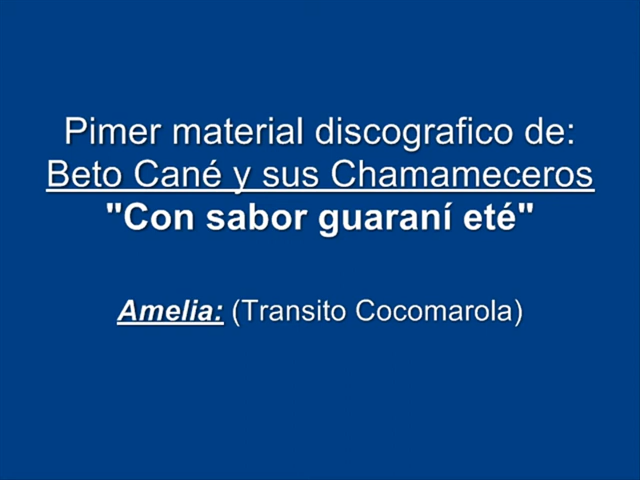 Pimer material discografico de:
Beto Cané y sus Chamameceros
"Con sabor guaraní eté"
Amelia: (Transito Cocomarola)